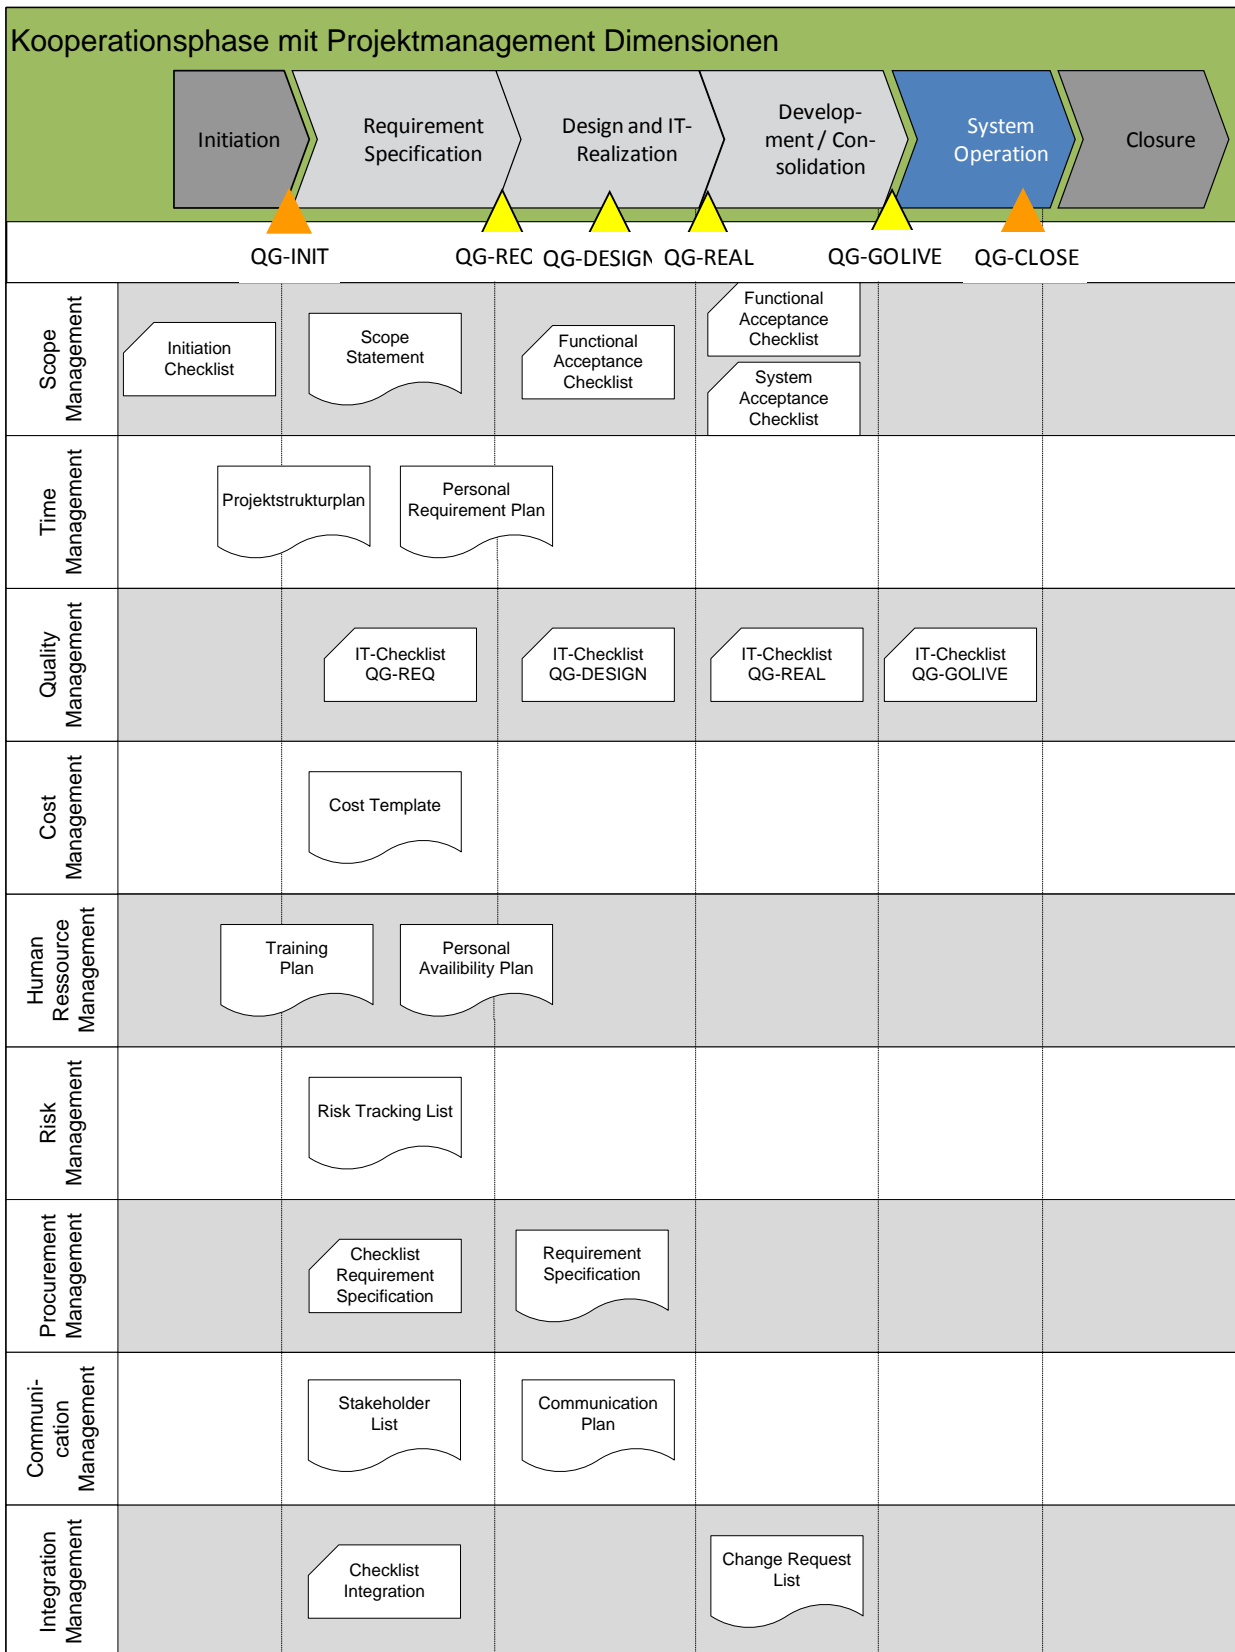 Kooperationsphase mit Projektmanagement Dimensionen
Initiation
Requirement
Specification
Design and IT-
Realization
Develop-
ment / Con-
solidation
System
Operation
Closure
QG-INIT
QG-REQ
QG-DESIGN
QG-REAL
QG-GOLIVE
QG-CLOSE
Scope
Management
Initiation
Checklist
Scope
Statement
Functional
Acceptance
Checklist
Functional
Acceptance
Checklist
System
Acceptance
Checklist
Time
Management
Projektstrukturplan
Personal
Requirement Plan
Quality
Management
IT-Checklist
QG-REQ
IT-Checklist
QG-DESIGN
IT-Checklist
QG-REAL
IT-Checklist
QG-GOLIVE
Cost
Management
Cost Template
Human
Ressource
Management
Training
Plan
Personal
Availibility Plan
Risk
Management
Risk Tracking List
Procurement
Management
Checklist
Requirement
Specification
Requirement
Specification
Communi-
cation
Management
Stakeholder
List
Communication
Plan
Integration
Management
Checklist
Integration
Change Request
List